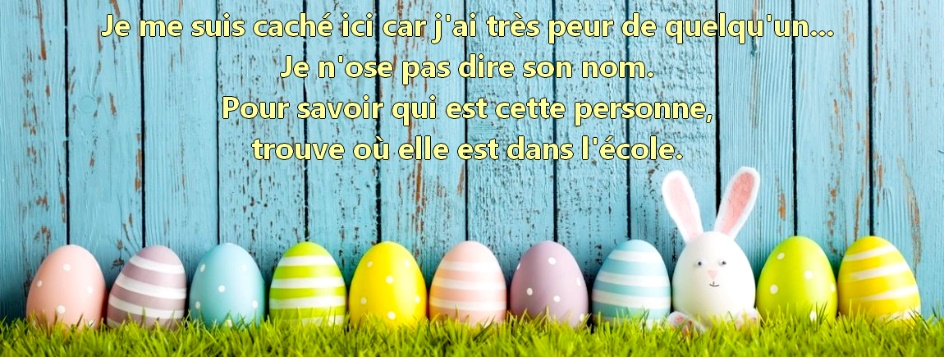 Je me suis caché ici car j'ai très peur de quelqu'un...
Je n'ose pas dire son nom.
Pour savoir qui est cette personne,
trouve où elle est dans l'école.